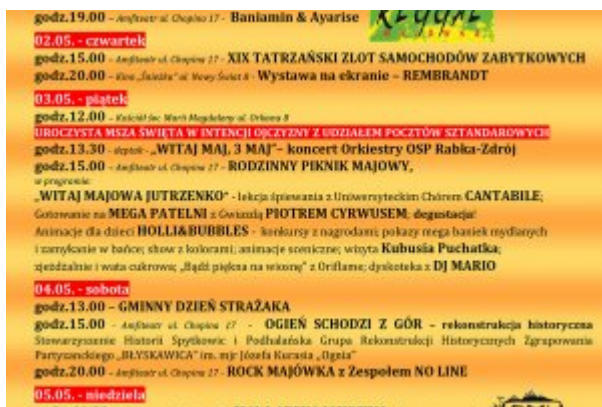 godz.19.00 - Amfiteatr ul. Chopina 17 - Baniamin & Ayarise
REGGAE
02.05. - czwartek
godz.15.00 - Amfiteatr ul. Chopina 17 - XIX TATRZAŃSKI ZLOT SAMOCHODÓW ZABYTKOWYCH
godz.20.00 - Kino „Śnieżka" ul. Nowy Świat 8 - Wystawa na ekranie – REMBRANDT
03.05. - piątek
godz.12.00 - Kościół św. Marii Magdaleny ul. Orkana 8
UROCZYSTA MSZA ŚWIĘTA W INTENCJI OJCZYZNY Z UDZIAŁEM POCZTÓW SZTANDAROWYCH
godz.13.30 - deptak - „WITAJ MAJ, 3 MAJ"– koncert Orkiestry OSP Rabka-Zdrój
godz.15.00 - Amfiteatr ul. Chopina 17 - RODZINNY PIKNIK MAJOWY,
w programie:
„WITAJ MAJOWA JUTRZENKO" - lekcja śpiewania z Uniwersyteckim Chórem CANTABILE;
Gotowanie na MEGA PATELNI z Gwiazdą PIOTREM CYRWUSEM; degustacja!
Animacje dla dzieci HOLLI&BUBBLES - konkursy z nagrodami; pokazy mega baniek mydlanych
i zamykanie w bańce; show z kolorami; animacje sceniczne; wizyta Kubusia Puchatka;
zjeżdżalnie i wata cukrowa; „Bądź piękna na wiosnę" z Oriflame; dyskoteka z DJ MARIO
04.05. - sobota
godz.13.00 – GMINNY DZIEŃ STRAŻAKA
godz.15.00 - Amfiteatr ul. Chopina 17 - OGIEŃ SCHODZI Z GÓR – rekonstrukcja historyczna
Stowarzyszenie Historii Spytkowic i Podhalańska Grupa Rekonstrukcji Historycznych Zgrupowania
Partyzanckiego „BŁYSKAWICA" im. mjr Józefa Kurasia „Ognia"
godz.20.00 - Amfiteatr ul. Chopina 17 - ROCK MAJÓWKA z Zespołem NO LINE
05.05. - niedziela